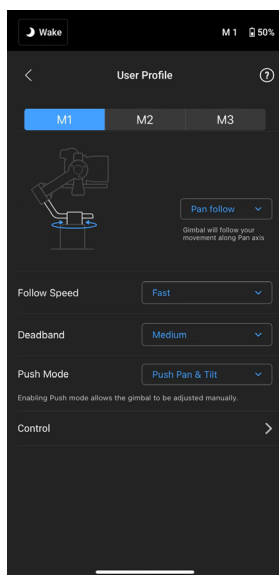 Wake
M 1
50%
User Profile
?
M1
M2
M3
Pan follow
Gimbal will follow your
movement along Pan axis
Follow Speed
Fast
Deadband
Medium
Push Mode
Push Pan & Tilt
Enabling Push mode allows the gimbal to be adjusted manually.
Control